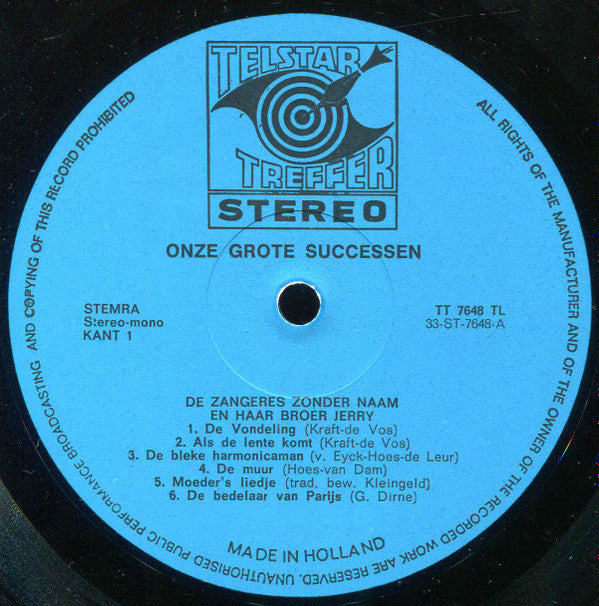 TELSTAR
TREFFER
STEREO
ONZE GROTE SUCCESSEN
STEMRA
Stereo-mono
KANT 1
TT 7648 TL
33-ST-7648-A
DE ZANGERES ZONDER NAAM
EN HAAR BROER JERRY
1. De Vondeling (Kraft-de Vos)
2. Als de lente komt (Kraft-de Vos)
3. De bleke harmonicaman (v. Eyck-Hoes-de Leur)
4. De muur (Hoes-van Dam)
5. Moeder's liedje (trad. bew. Kleingeld)
6. De bedelaar van Parijs (G. Dirne)
MADE IN HOLLAND
ALL RIGHTS OF THE MANUFACTURER AND OF THE OWNER OF THE RECORDED WORK ARE RESERVED. UNAUTHORISED PUBLIC PERFORMANCE BROADCASTING AND COPYING OF THIS RECORD PROHIBITED